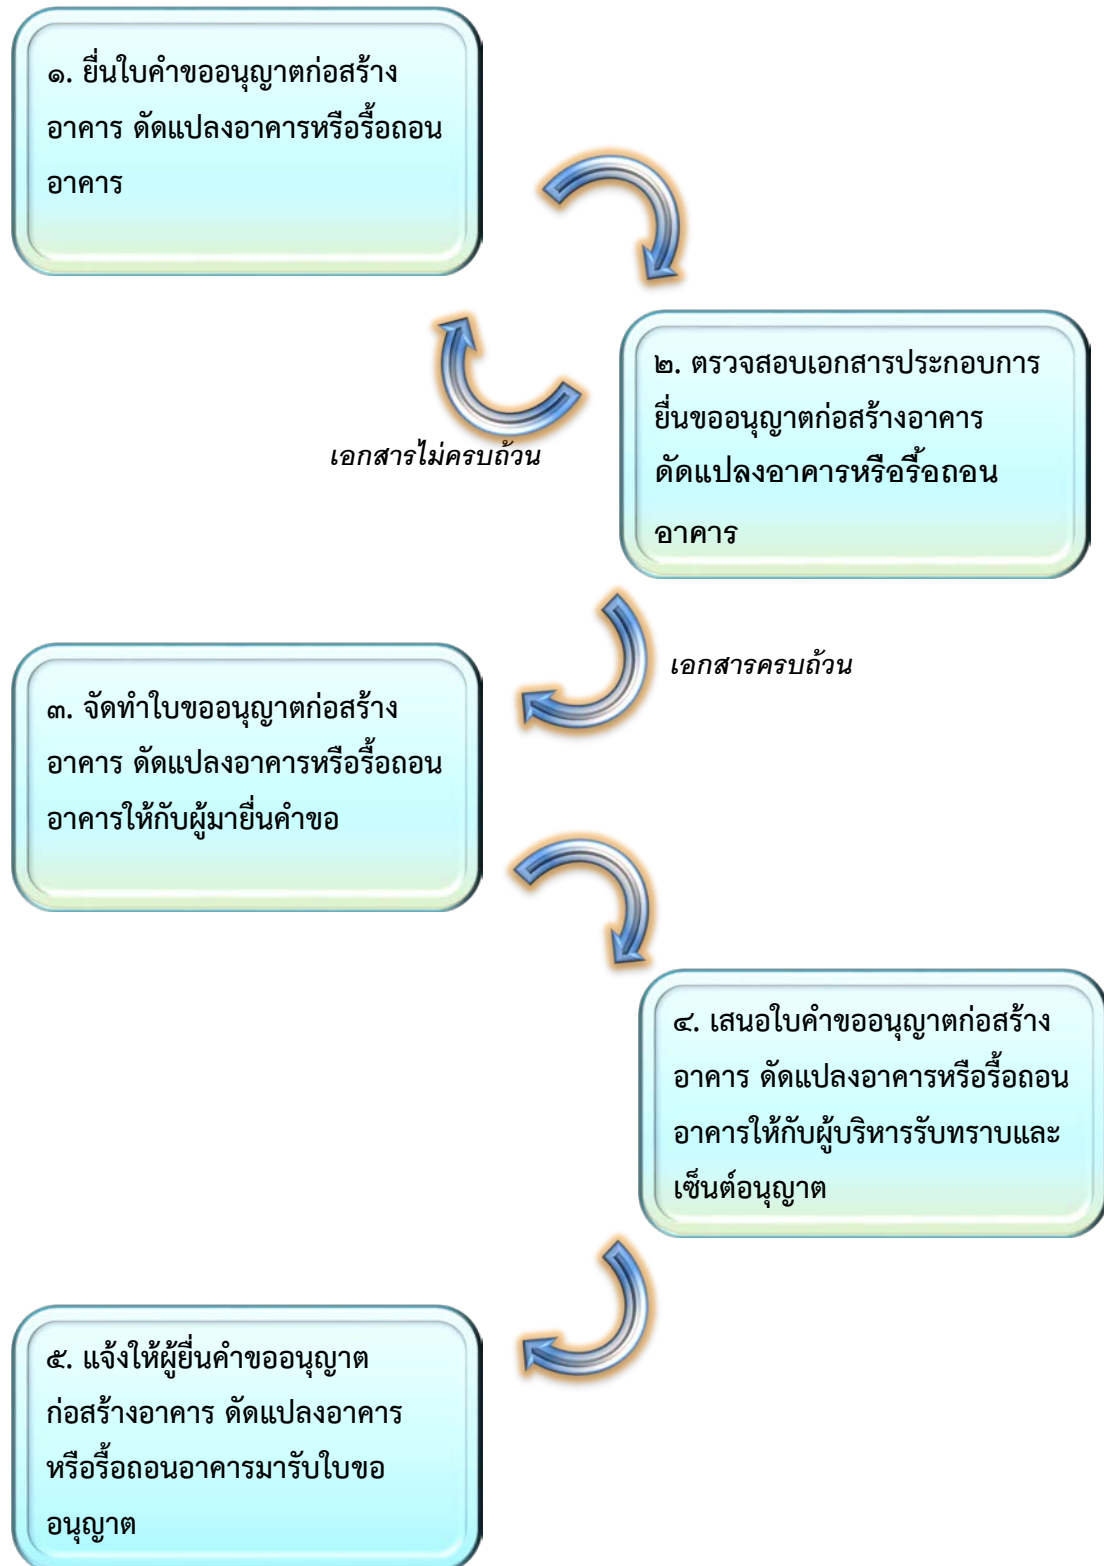 ๑. ยื่นใบคำขออนุญาตก่อสร้าง
อาคาร ดัดแปลงอาคารหรือรื้อถอน
อาคาร
๒. ตรวจสอบเอกสารประกอบการ
ยื่นขออนุญาตก่อสร้างอาคาร
ดัดแปลงอาคารหรือรื้อถอน
อาคาร
เอกสารไม่ครบถ้วน
เอกสารครบถ้วน
๓. จัดทำใบขออนุญาตก่อสร้าง
อาคาร ดัดแปลงอาคารหรือรื้อถอน
อาคารให้กับผู้มายื่นคำขอ
๔. เสนอใบคำขออนุญาตก่อสร้าง
อาคาร ดัดแปลงอาคารหรือรื้อถอน
อาคารให้กับผู้บริหารรับทราบและ
เซ็นต์อนุญาต
๕. แจ้งให้ผู้ยื่นคำขออนุญาต
ก่อสร้างอาคาร ดัดแปลงอาคาร
หรือรื้อถอนอาคารมารับใบขอ
อนุญาต